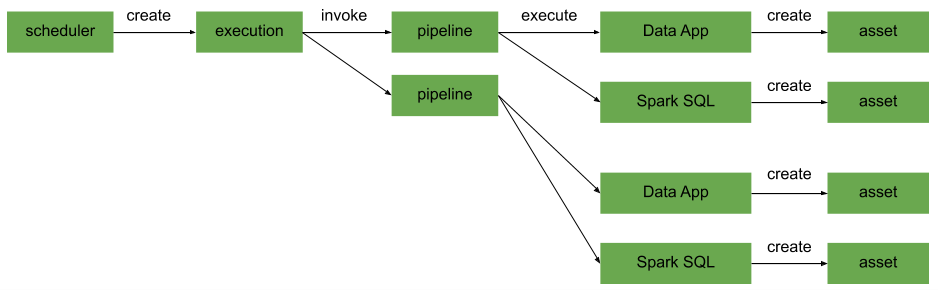 create
invoke
execute
create
scheduler
execution
pipeline
Data App
asset
create
pipeline
Spark SQL
asset
create
Data App
asset
create
Spark SQL
asset